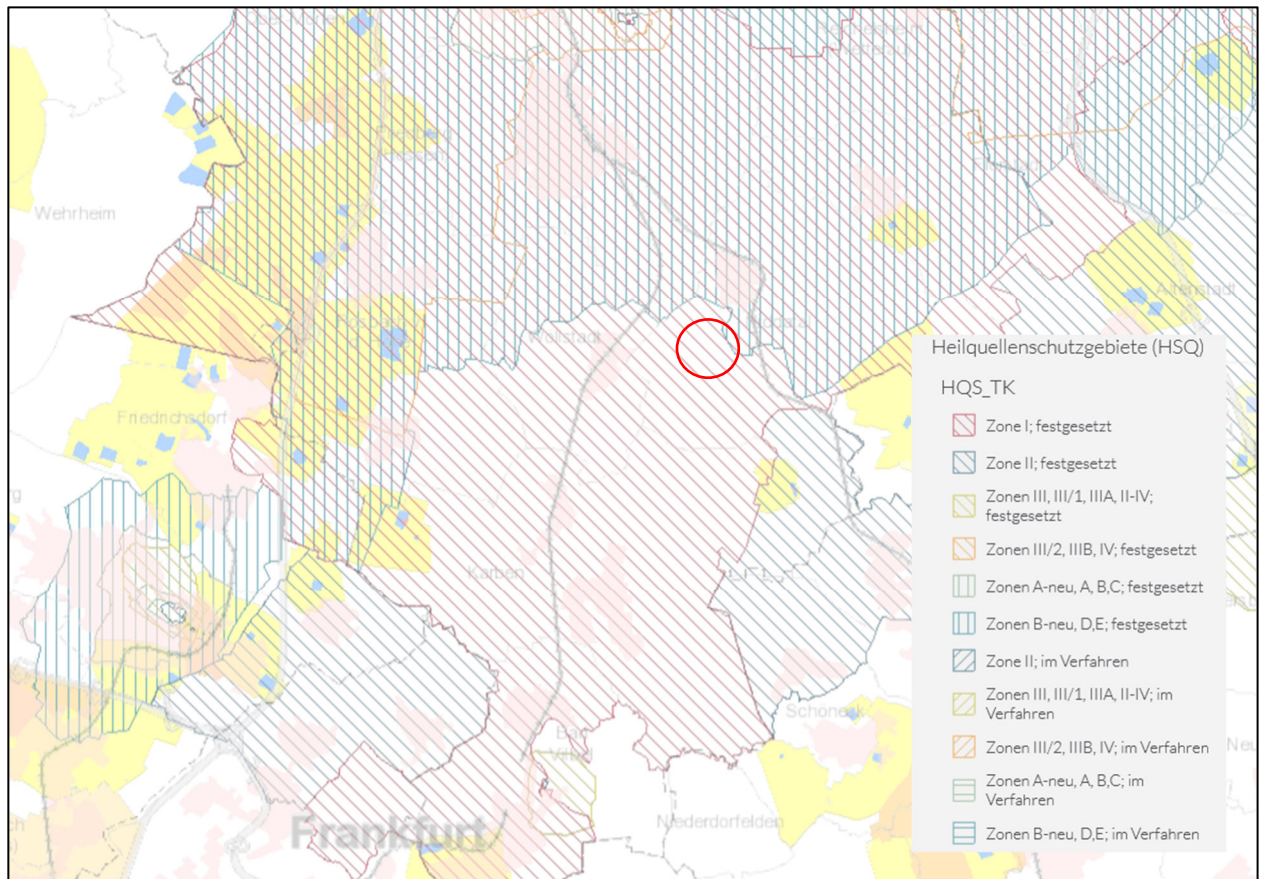 Wehrheim
Wöllstadt
Altenstadt
Friedrichsdorf
Karben
Schöneck
Bad
Vilbel
Niederdorfelden
Frankfurt
Heilquellenschutzgebiete (HSQ)
HQS_TK
Zone I; festgesetzt
Zone II; festgesetzt
Zonen III, III/1, IIIA, II-IV;
festgesetzt
Zonen III/2, IIIB, IV; festgesetzt
Zonen A-neu, A, B,C; festgesetzt
Zonen B-neu, D,E; festgesetzt
Zone II; im Verfahren
Zonen III, III/1, IIIA, II-IV; im
Verfahren
Zonen III/2, IIIB, IV; im Verfahren
Zonen A-neu, A, B,C; im
Verfahren
Zonen B-neu, D,E; im Verfahren